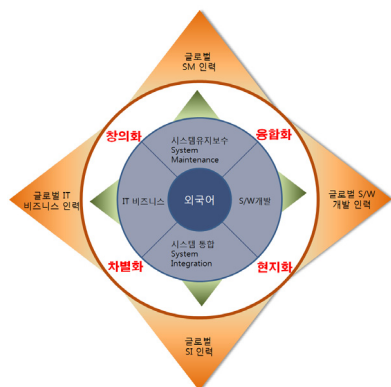 글로벌
SM 인력
창의화
융합화
시스템유지보수
System
Maintenance
글로벌 IT
비즈니스 인력
IT 비즈니스
외국어
S/W개발
글로벌 S/W
개발 인력
시스템 통합
System
Integration
차별화
현지화
글로벌
SI 인력